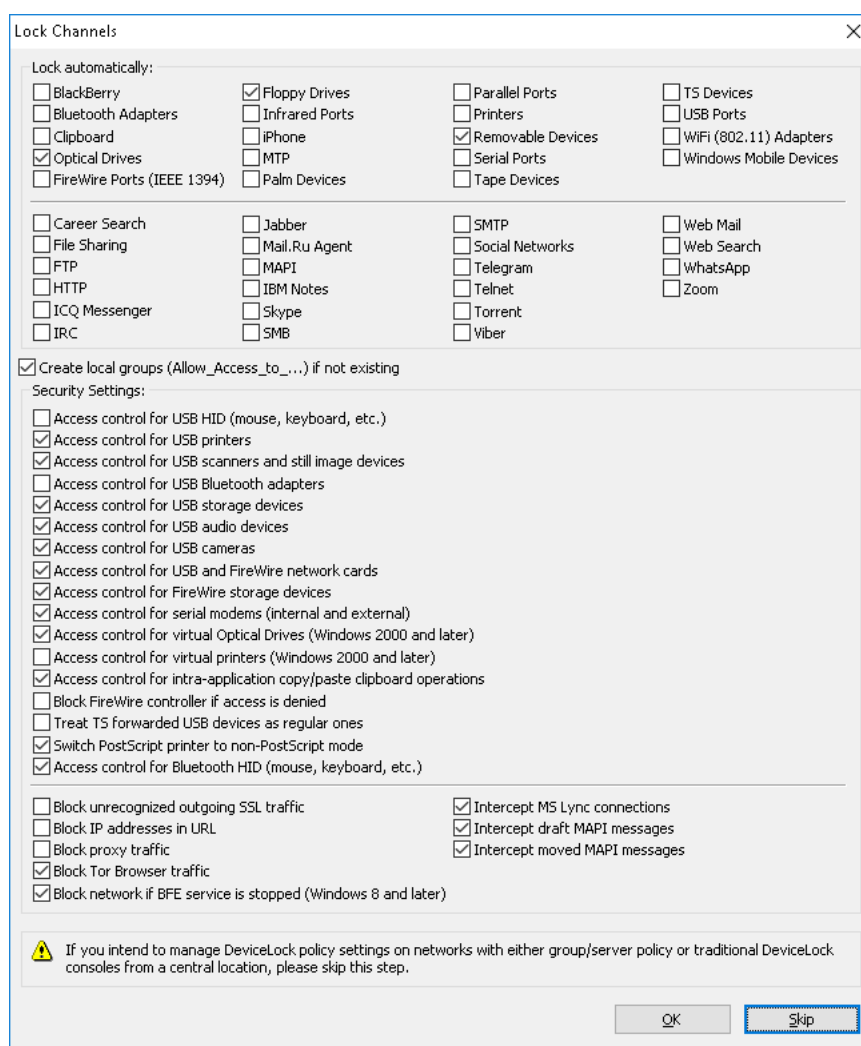 Lock Channels
Lock automatically:
BlackBerry
Bluetooth Adapters
Clipboard
Optical Drives
FireWire Ports (IEEE 1394)
Floppy Drives
Infrared Ports
iPhone
MTP
Palm Devices
Parallel Ports
Printers
Removable Devices
Serial Ports
Tape Devices
TS Devices
USB Ports
WiFi (802.11) Adapters
Windows Mobile Devices
Career Search
File Sharing
FTP
HTTP
ICQ Messenger
IRC
Jabber
Mail.Ru Agent
MAPI
IBM Notes
Skype
SMB
SMTP
Social Networks
Telegram
Telnet
Torrent
Viber
Web Mail
Web Search
WhatsApp
Zoom
Create local groups (Allow_Access_to_...) if not existing
Security Settings:
Access control for USB HID (mouse, keyboard, etc.)
Access control for USB printers
Access control for USB scanners and still image devices
Access control for USB Bluetooth adapters
Access control for USB storage devices
Access control for USB audio devices
Access control for USB cameras
Access control for USB and FireWire network cards
Access control for FireWire storage devices
Access control for serial modems (internal and external)
Access control for virtual Optical Drives (Windows 2000 and later)
Access control for virtual printers (Windows 2000 and later)
Access control for intra-application copy/paste clipboard operations
Block FireWire controller if access is denied
Treat TS forwarded USB devices as regular ones
Switch PostScript printer to non-PostScript mode
Access control for Bluetooth HID (mouse, keyboard, etc.)
Block unrecognized outgoing SSL traffic
Block IP addresses in URL
Block proxy traffic
Block Tor Browser traffic
Block network if BFE service is stopped (Windows 8 and later)
Intercept MS Lync connections
Intercept draft MAPI messages
Intercept moved MAPI messages
If you intend to manage DeviceLock policy settings on networks with either group/server policy or traditional DeviceLock
consoles from a central location, please skip this step.
OK
Skip